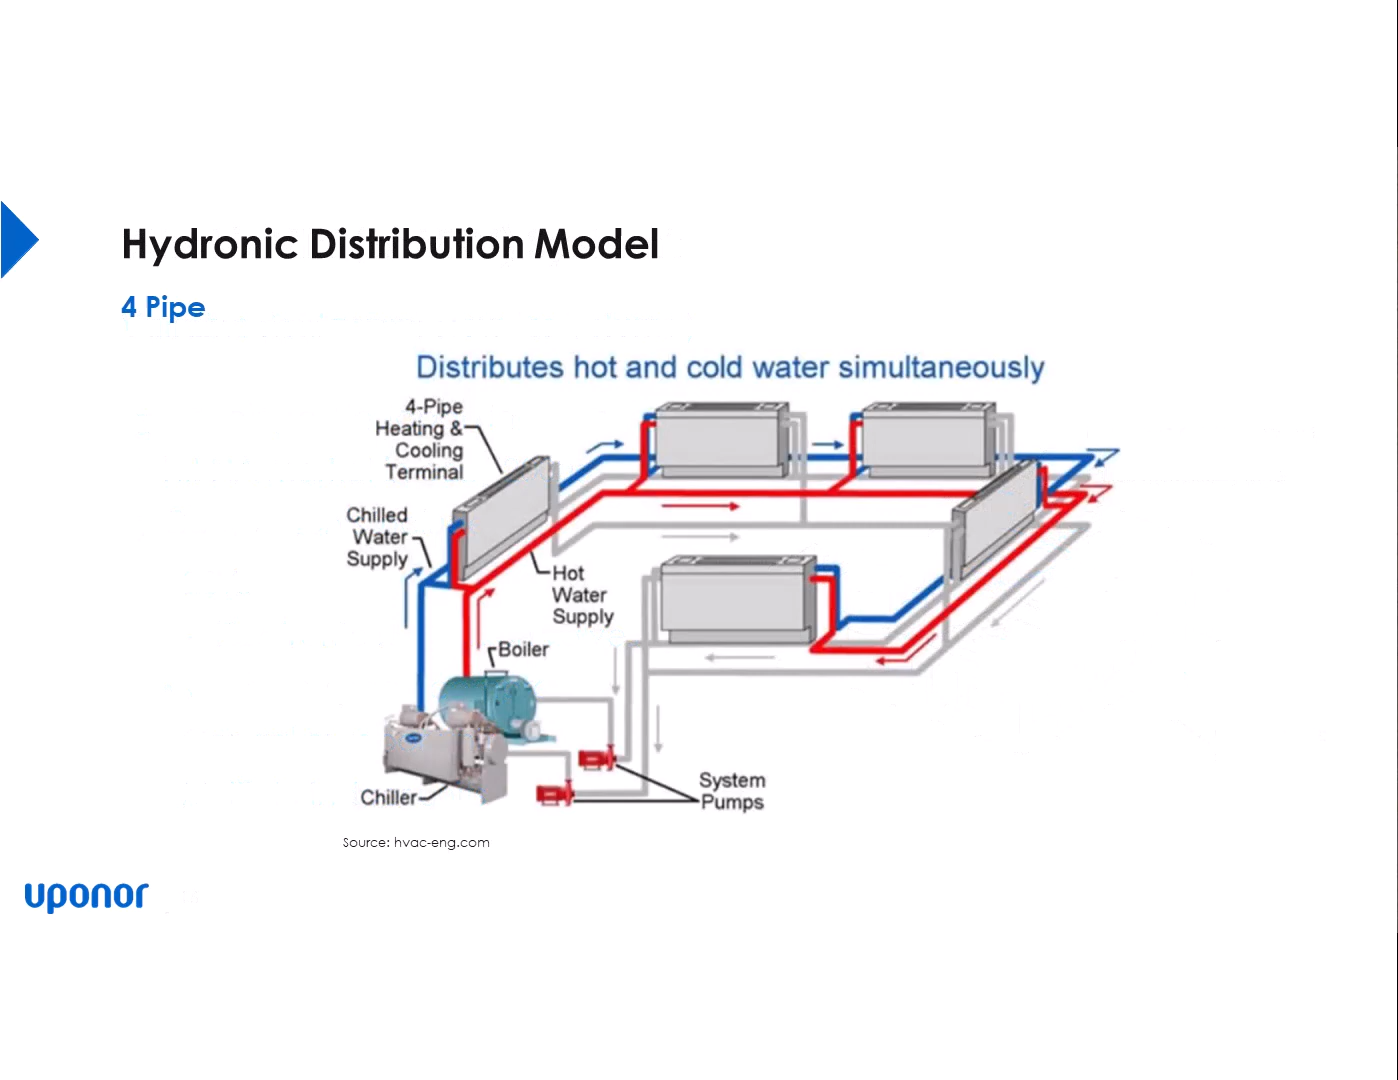 Hydronic Distribution Model
4 Pipe
Distributes hot and cold water simultaneously
4-Pipe
Heating &
Cooling
Terminal
Chilled
Water
Supply
Hot
Water
Supply
Boiler
Chiller
System
Pumps
Source: hvac-eng.com
uponor